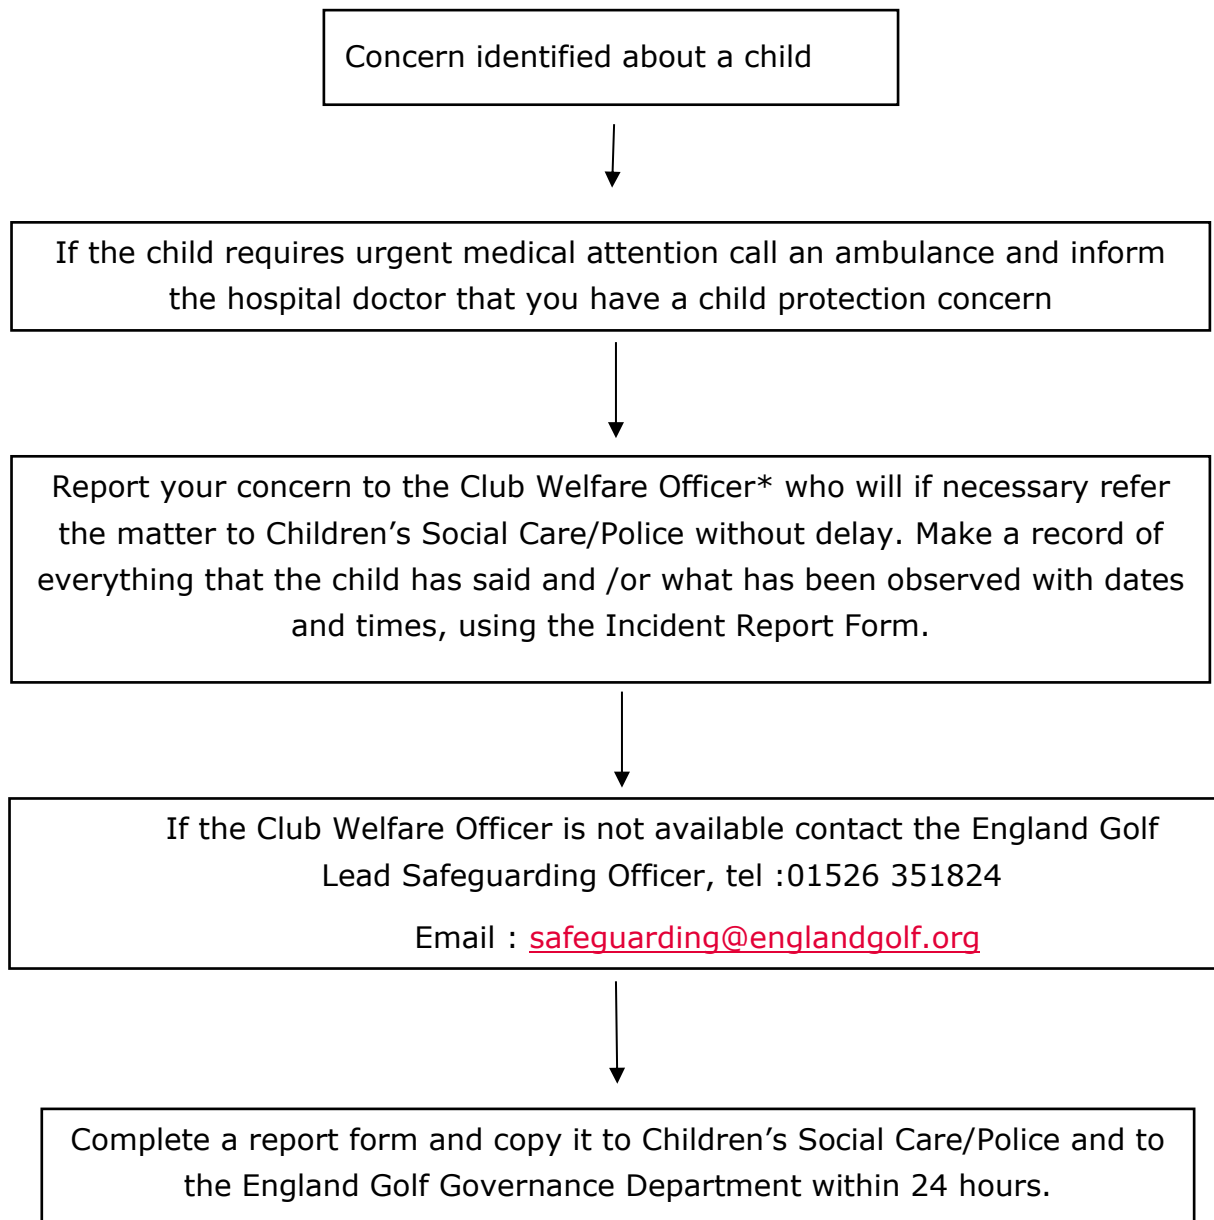 Concern identified about a child
If the child requires urgent medical attention call an ambulance and inform
the hospital doctor that you have a child protection concern
Report your concern to the Club Welfare Officer* who will if necessary refer
the matter to Children’s Social Care/Police without delay. Make a record of
everything that the child has said and /or what has been observed with dates
and times, using the Incident Report Form.
If the Club Welfare Officer is not available contact the England Golf
Lead Safeguarding Officer, tel :01526 351824
Email : safeguarding@englandgolf.org
Complete a report form and copy it to Children’s Social Care/Police and to
the England Golf Governance Department within 24 hours.